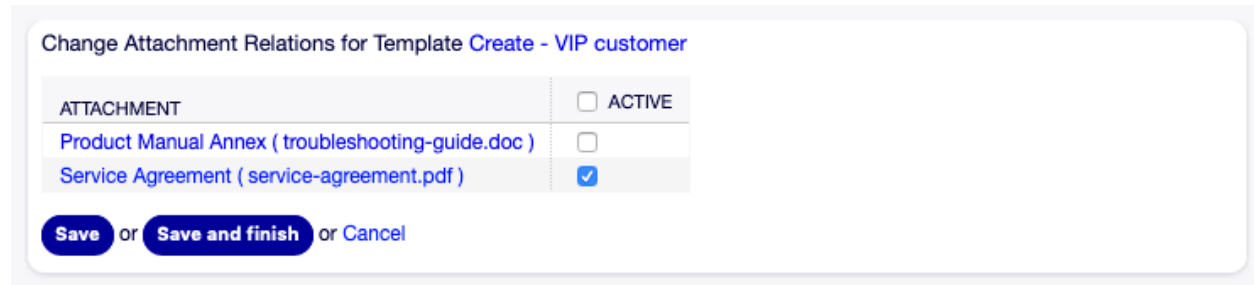 Change Attachment Relations for Template Create - VIP customer
ATTACHMENT ACTIVE
Product Manual Annex ( troubleshooting-guide.doc )
Service Agreement ( service-agreement.pdf )
Save or Save and finish or Cancel